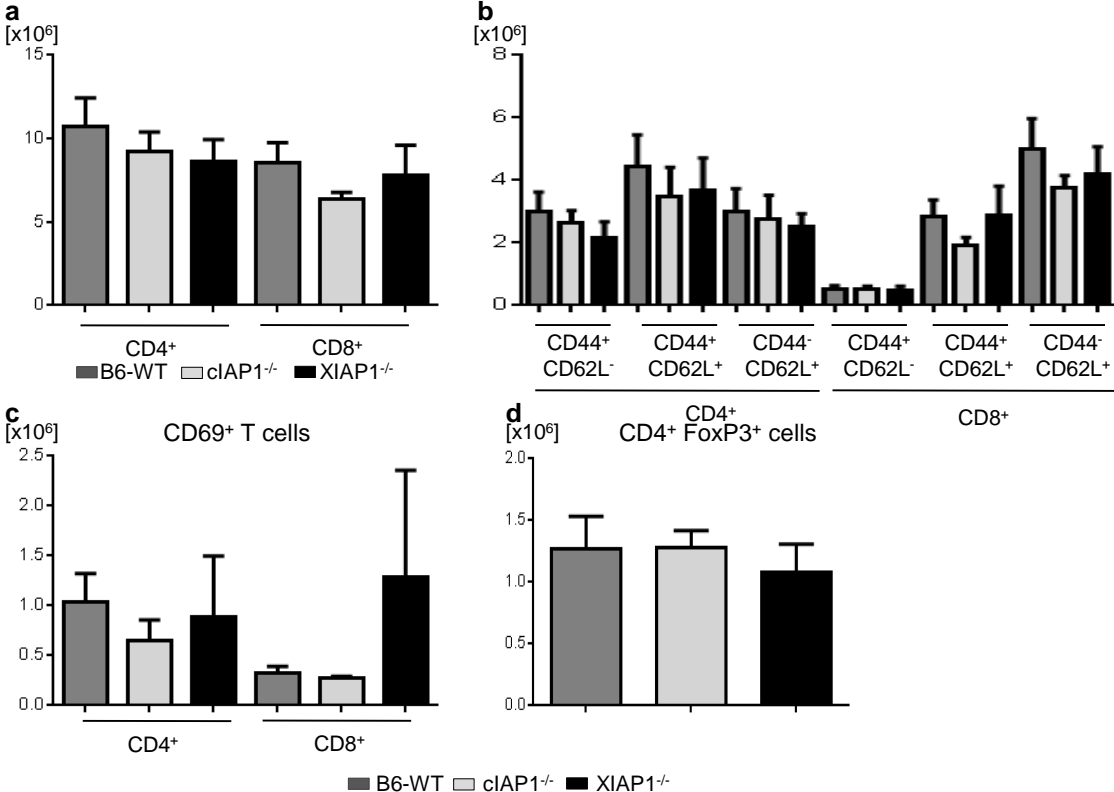 a
[x10⁶]
15
10
5
0
CD4⁺
CD8⁺
B6-WT cIAP1⁻/⁻ XIAP1⁻/⁻
b
[x10⁶]
8
6
4
2
0
CD44⁺ CD44⁺ CD44⁻ CD44⁺ CD44⁺ CD44⁻
CD62L⁻ CD62L⁺ CD62L⁺ CD62L⁻ CD62L⁺ CD62L⁺
CD4⁺
CD8⁺
c
[x10⁶]
CD69⁺ T cells
2.5
2.0
1.5
1.0
0.5
0.0
CD4⁺
CD8⁺
d
[x10⁶]
CD4⁺ FoxP3⁺ cells
2.0
1.5
1.0
0.5
0.0
B6-WT cIAP1⁻/⁻ XIAP1⁻/⁻